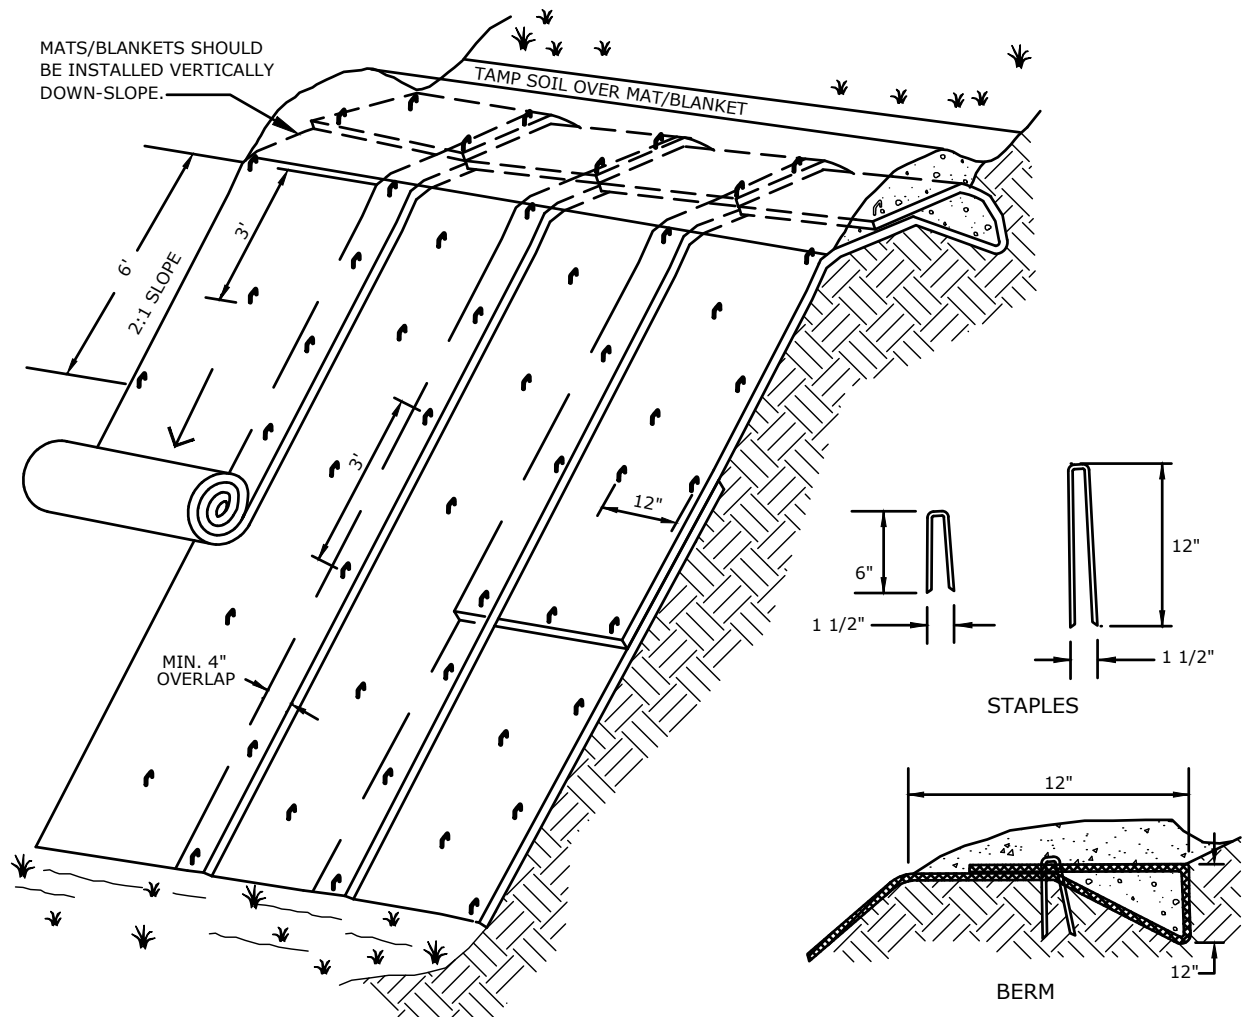 MATS/BLANKETS SHOULD
BE INSTALLED VERTICALLY
DOWN-SLOPE.
TAMP SOIL OVER MAT/BLANKET
6'
3'
2:1 SLOPE
3'
12"
MIN. 4"
OVERLAP
6"
1 1/2"
12"
1 1/2"
STAPLES
12"
12"
BERM